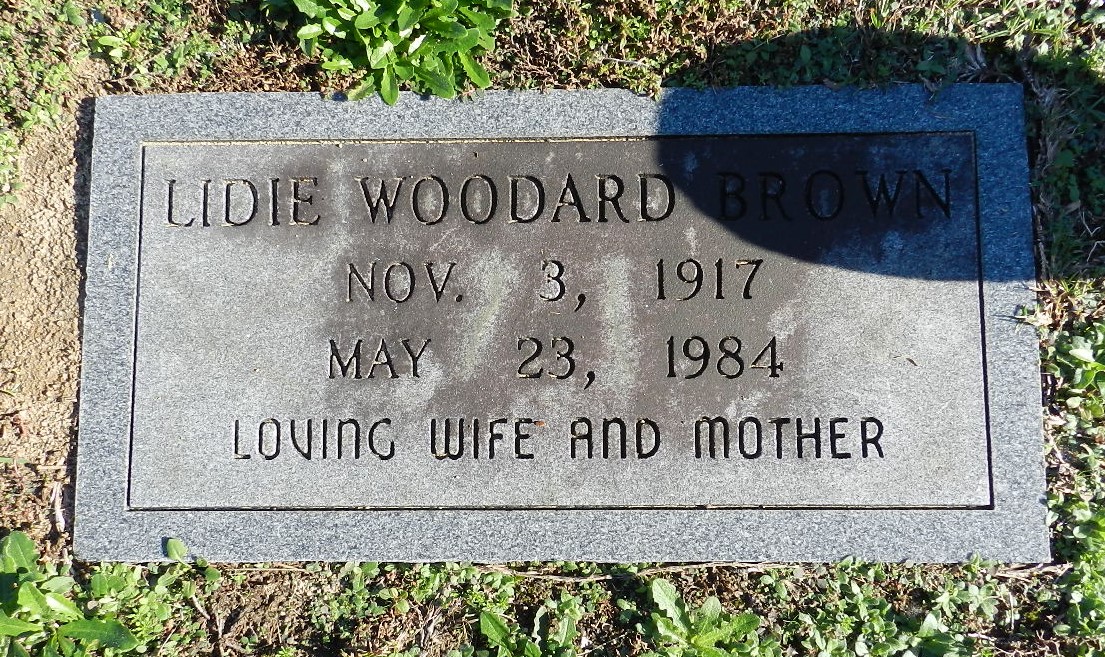 LIDIE WOODARD BROWN
NOV. 3, 1917
MAY 23, 1984
LOVING WIFE AND MOTHER